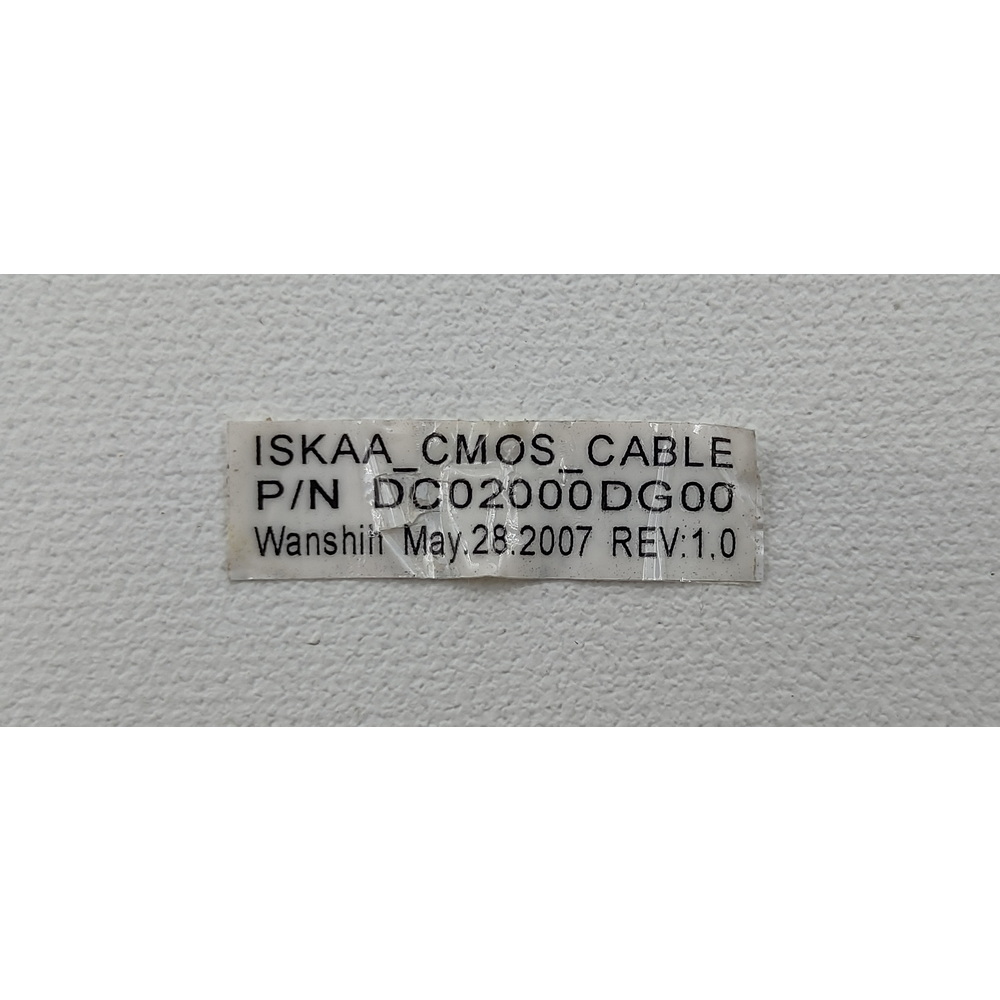 ISKAA_CMOS_CABLE
P/N DC02000DG00
Wanshih May.28.2007 REV:1.0